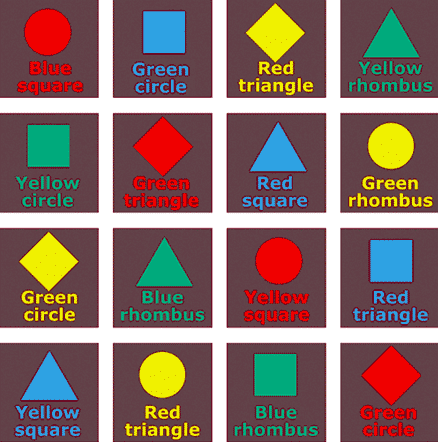 Blue
square
Green
circle
Red
triangle
Yellow
rhombus
Yellow
circle
Green
triangle
Red
square
Green
rhombus
Green
circle
Blue
rhombus
Yellow
square
Red
triangle
Yellow
square
Red
triangle
Blue
rhombus
Green
circle